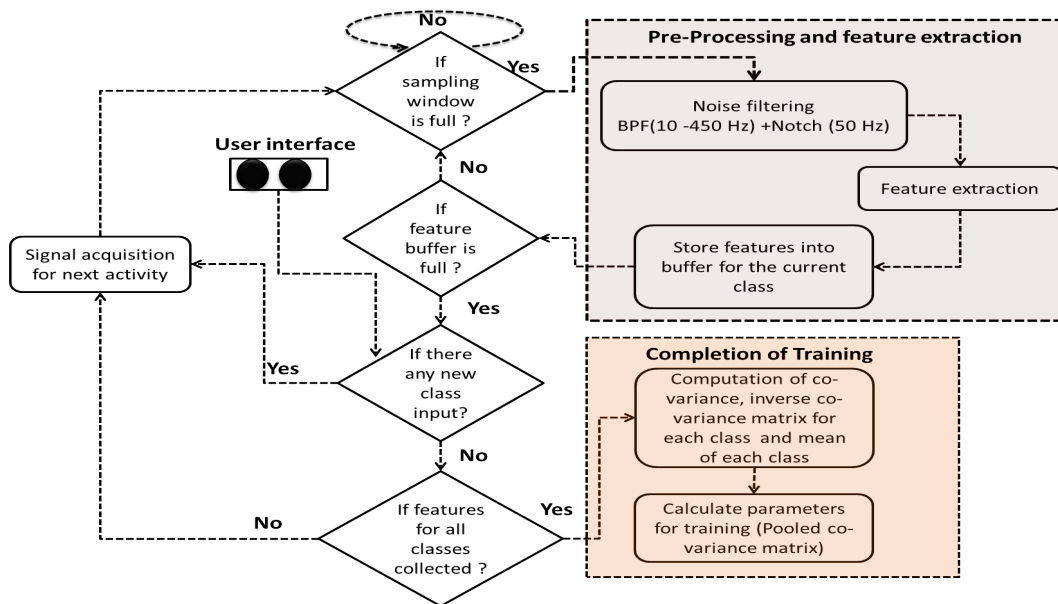 No
If
sampling
window
is full ?
Yes
Pre-Processing and feature extraction
Noise filtering
BPF(10 -450 Hz) +Notch (50 Hz)
Feature extraction
Store features into
buffer for the current
class
User interface
No
If
feature
buffer is
full ?
Yes
Signal acquisition
for next activity
If there
any new
class
input?
Yes
No
If features
for all
classes
collected ?
No
Yes
Completion of Training
Computation of co-
variance, inverse co-
variance matrix for
each class and mean
of each class
Calculate parameters
for training (Pooled co-
variance matrix)